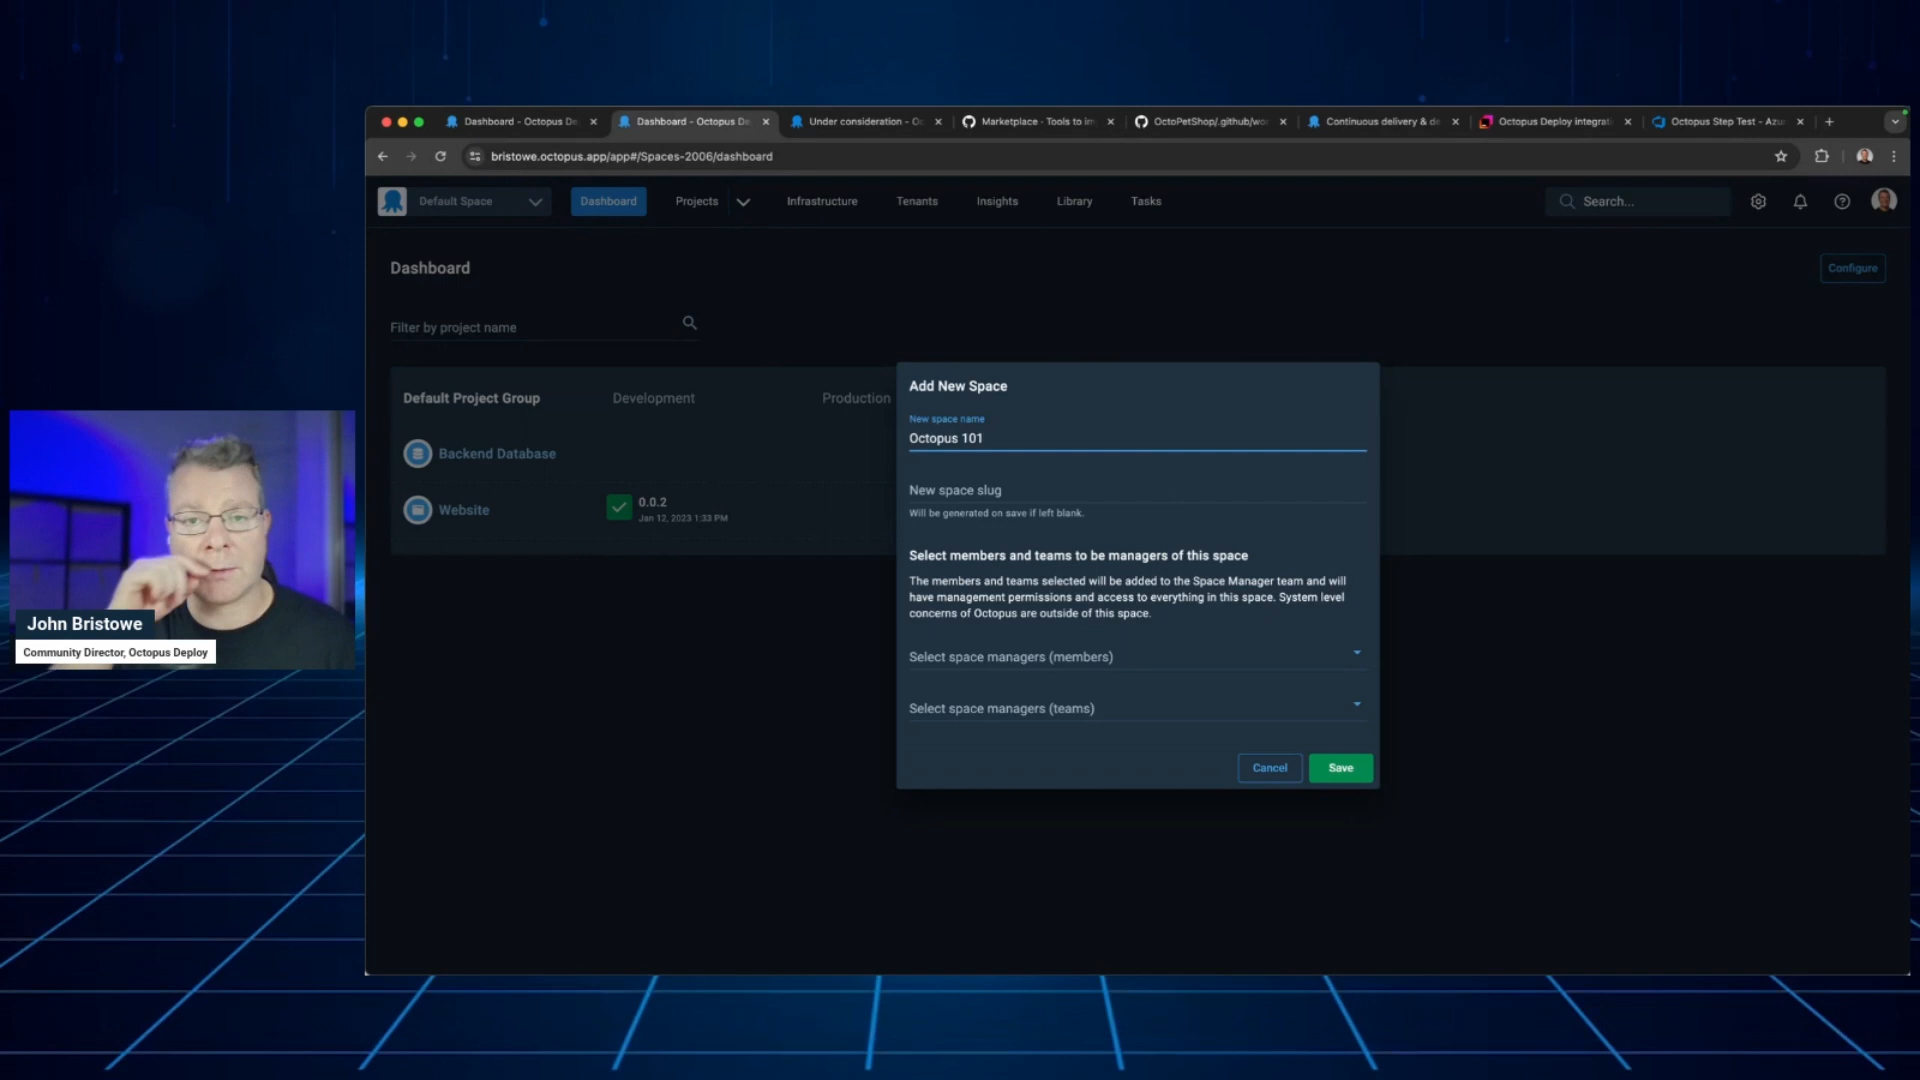 Dashboard - Octopus De
Dashboard - Octopus De
Under consideration - Oc
Marketplace · Tools to im
OctoPetShop/.github/wor
Continuous delivery & de
Octopus Deploy integrati
Octopus Step Test - Azur
bristowe.octopus.app/app#/Spaces-2006/dashboard
Default Space
Dashboard
Projects
Infrastructure
Tenants
Insights
Library
Tasks
Search...
Dashboard
Configure
Filter by project name
Default Project Group
Development
Production
Backend Database
Website
0.0.2
Jan 12, 2023 1:33 PM
Add New Space
New space name
Octopus 101
New space slug
Will be generated on save if left blank.
Select members and teams to be managers of this space
The members and teams selected will be added to the Space Manager team and will
have management permissions and access to everything in this space. System level
concerns of Octopus are outside of this space.
Select space managers (members)
Select space managers (teams)
Cancel
Save
John Bristowe
Community Director, Octopus Deploy